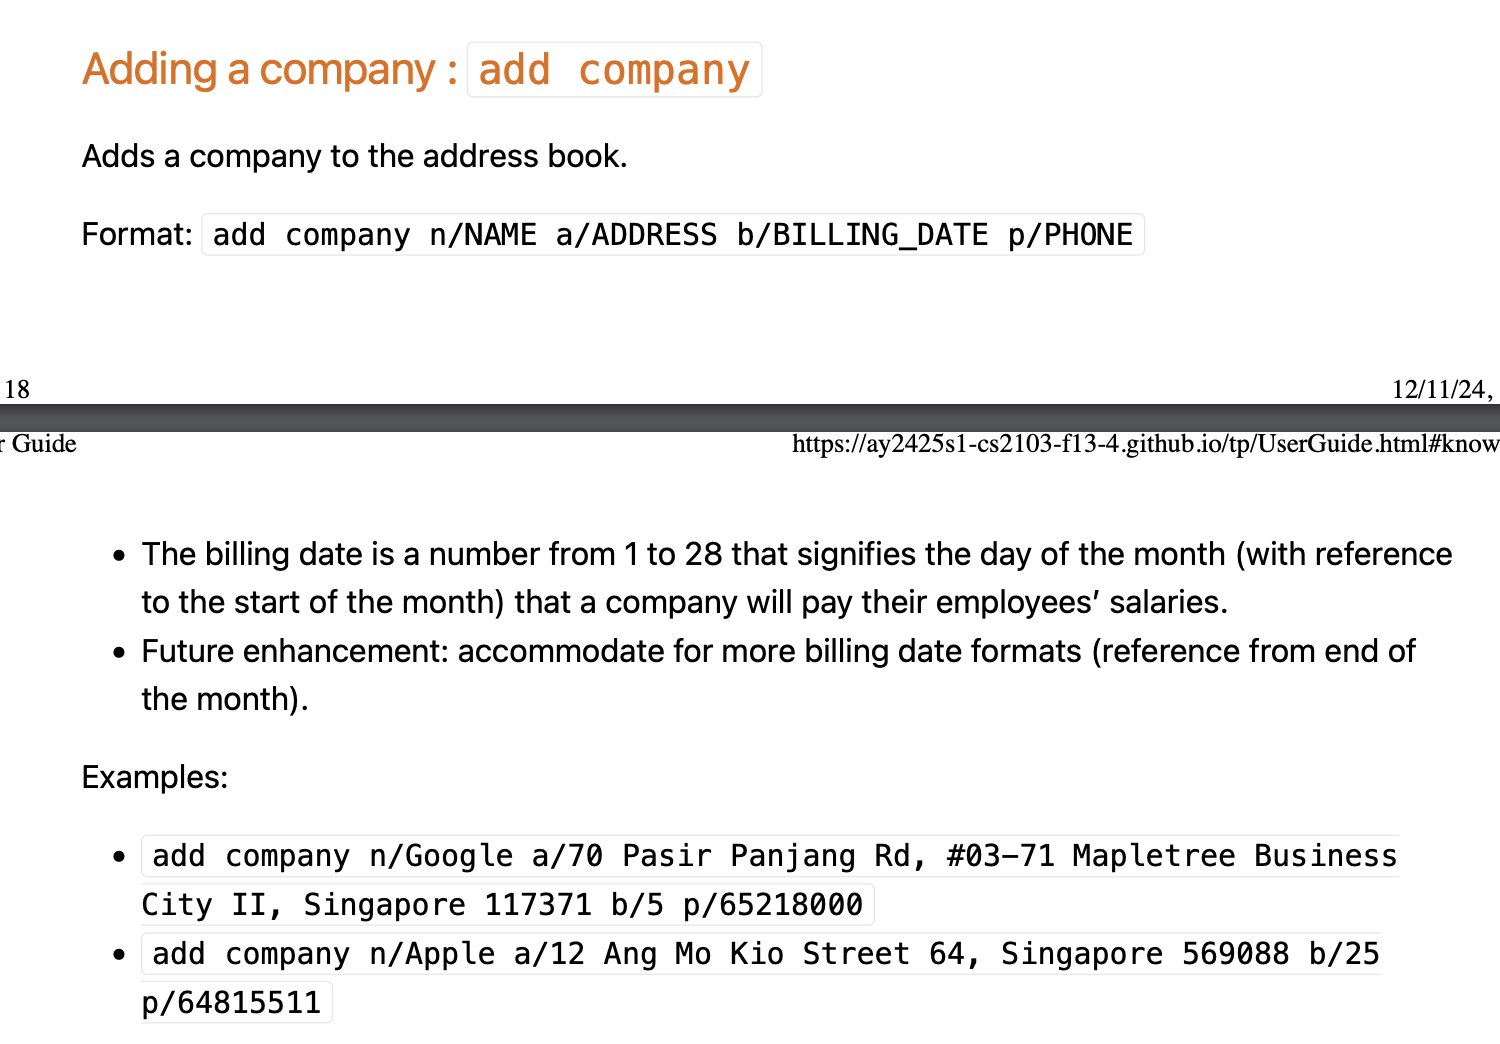 Adding a company : add company
Adds a company to the address book.
Format: add company n/NAME a/ADDRESS b/BILLING_DATE p/PHONE
18
12/11/24,
r Guide
https://ay2425s1-cs2103-f13-4.github.io/tp/UserGuide.html#know
• The billing date is a number from 1 to 28 that signifies the day of the month (with reference
to the start of the month) that a company will pay their employees’ salaries.
• Future enhancement: accommodate for more billing date formats (reference from end of
the month).
Examples:
• add company n/Google a/70 Pasir Panjang Rd, #03-71 Mapletree Business
City II, Singapore 117371 b/5 p/65218000
• add company n/Apple a/12 Ang Mo Kio Street 64, Singapore 569088 b/25
p/64815511